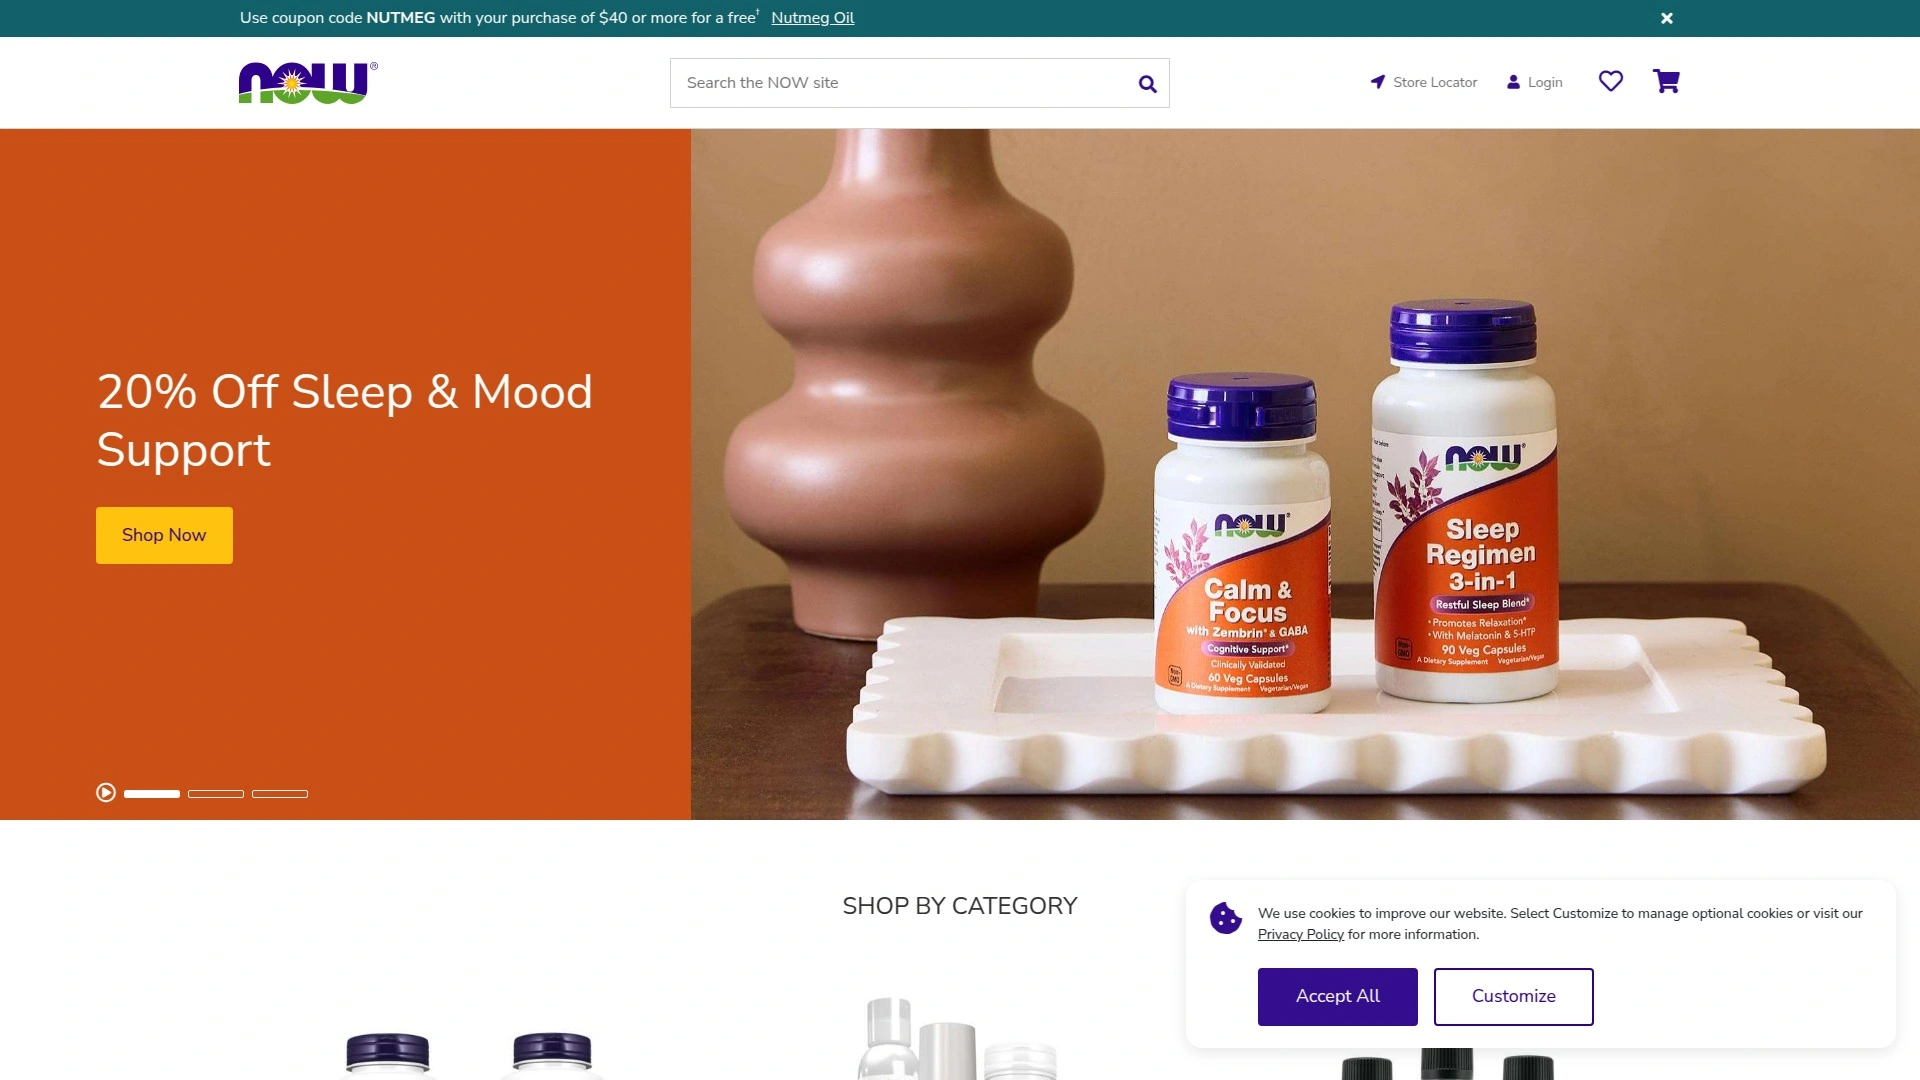 Use coupon code NUTMEG with your purchase of $40 or more for a free† Nutmeg Oil
now®
Search the NOW site
Store Locator
Login
20% Off Sleep & Mood
Support
Shop Now
now®
Calm &
Focus
with Zembrin® & GABA
Cognitive Support*
Clinically Validated
60 Veg Capsules
A Dietary Supplement Vegetarian/Vegan
Non-GMO
now®
Sleep
Regimen
3-in-1
Restful Sleep Blend*
• Promotes Relaxation*
• With Melatonin & 5-HTP
90 Veg Capsules
A Dietary Supplement Vegetarian/Vegan
Non-GMO
SHOP BY CATEGORY
We use cookies to improve our website. Select Customize to manage optional cookies or visit our
Privacy Policy for more information.
Accept All
Customize